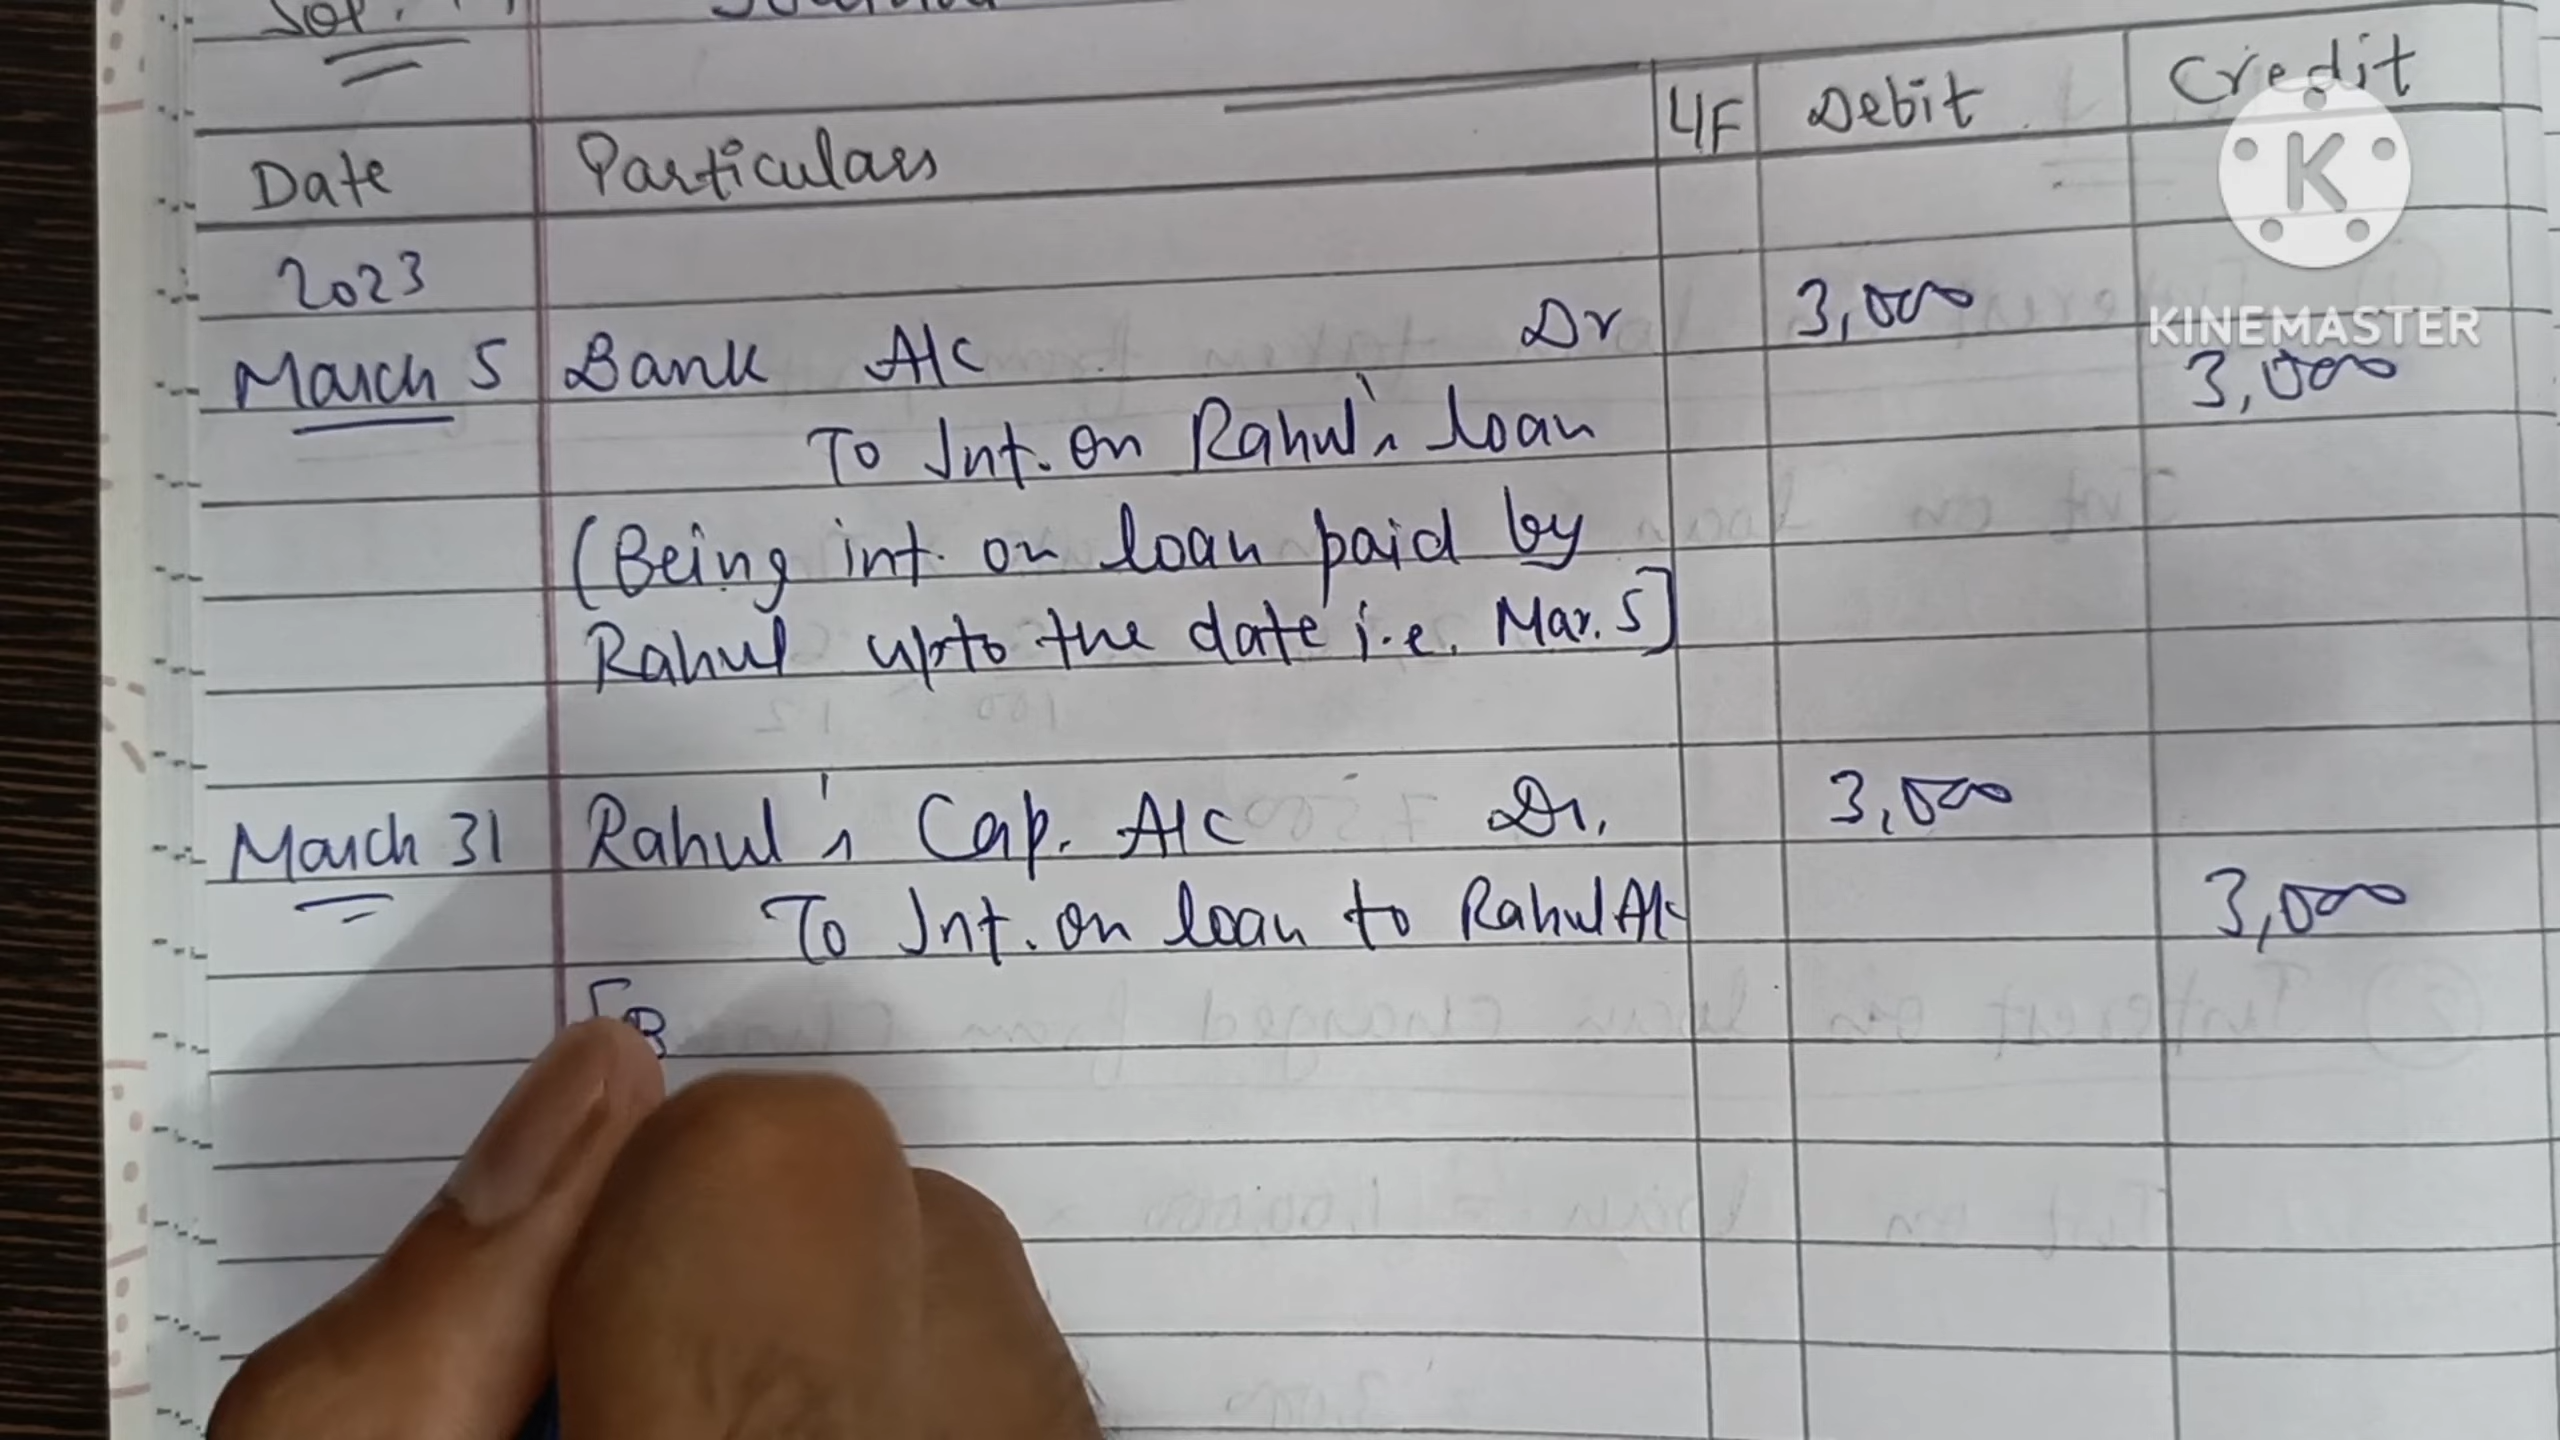 Sol.
L/F Debit Credit
Date Particulars
K
2023
KINEMASTER
March 5 Bank A/c Dr 3,000
To Int. on Rahul's loan 3,000
(Being int. on loan paid by
Rahul upto the date i.e. Mar. 5]
March 31 Rahul's Cap. A/c Dr. 3,000
To Int. on loan to Rahul A/c 3,000
[B